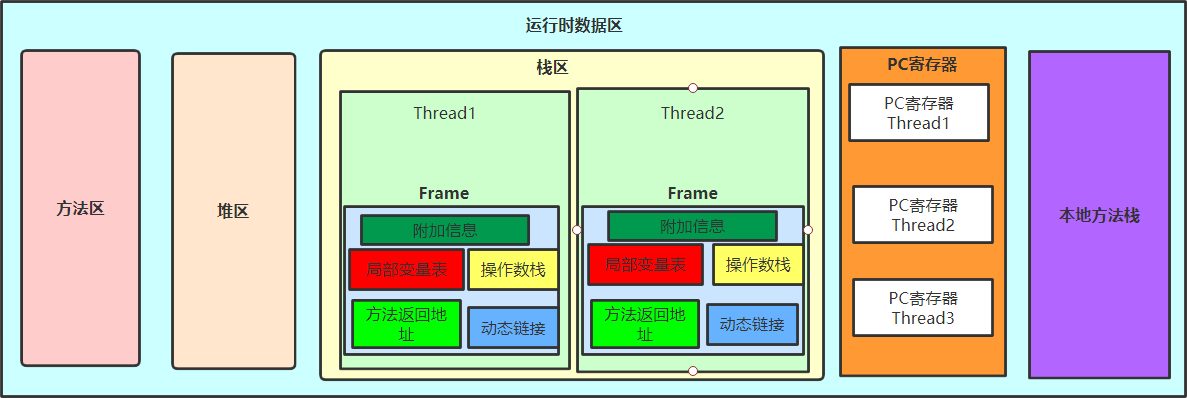 运行时数据区
方法区
堆区
栈区
Thread1
Frame
附加信息
局部变量表
操作数栈
方法返回地
址
动态链接
Thread2
Frame
附加信息
局部变量表
操作数栈
方法返回地
址
动态链接
PC寄存器
PC寄存器
Thread1
PC寄存器
Thread2
PC寄存器
Thread3
本地方法栈